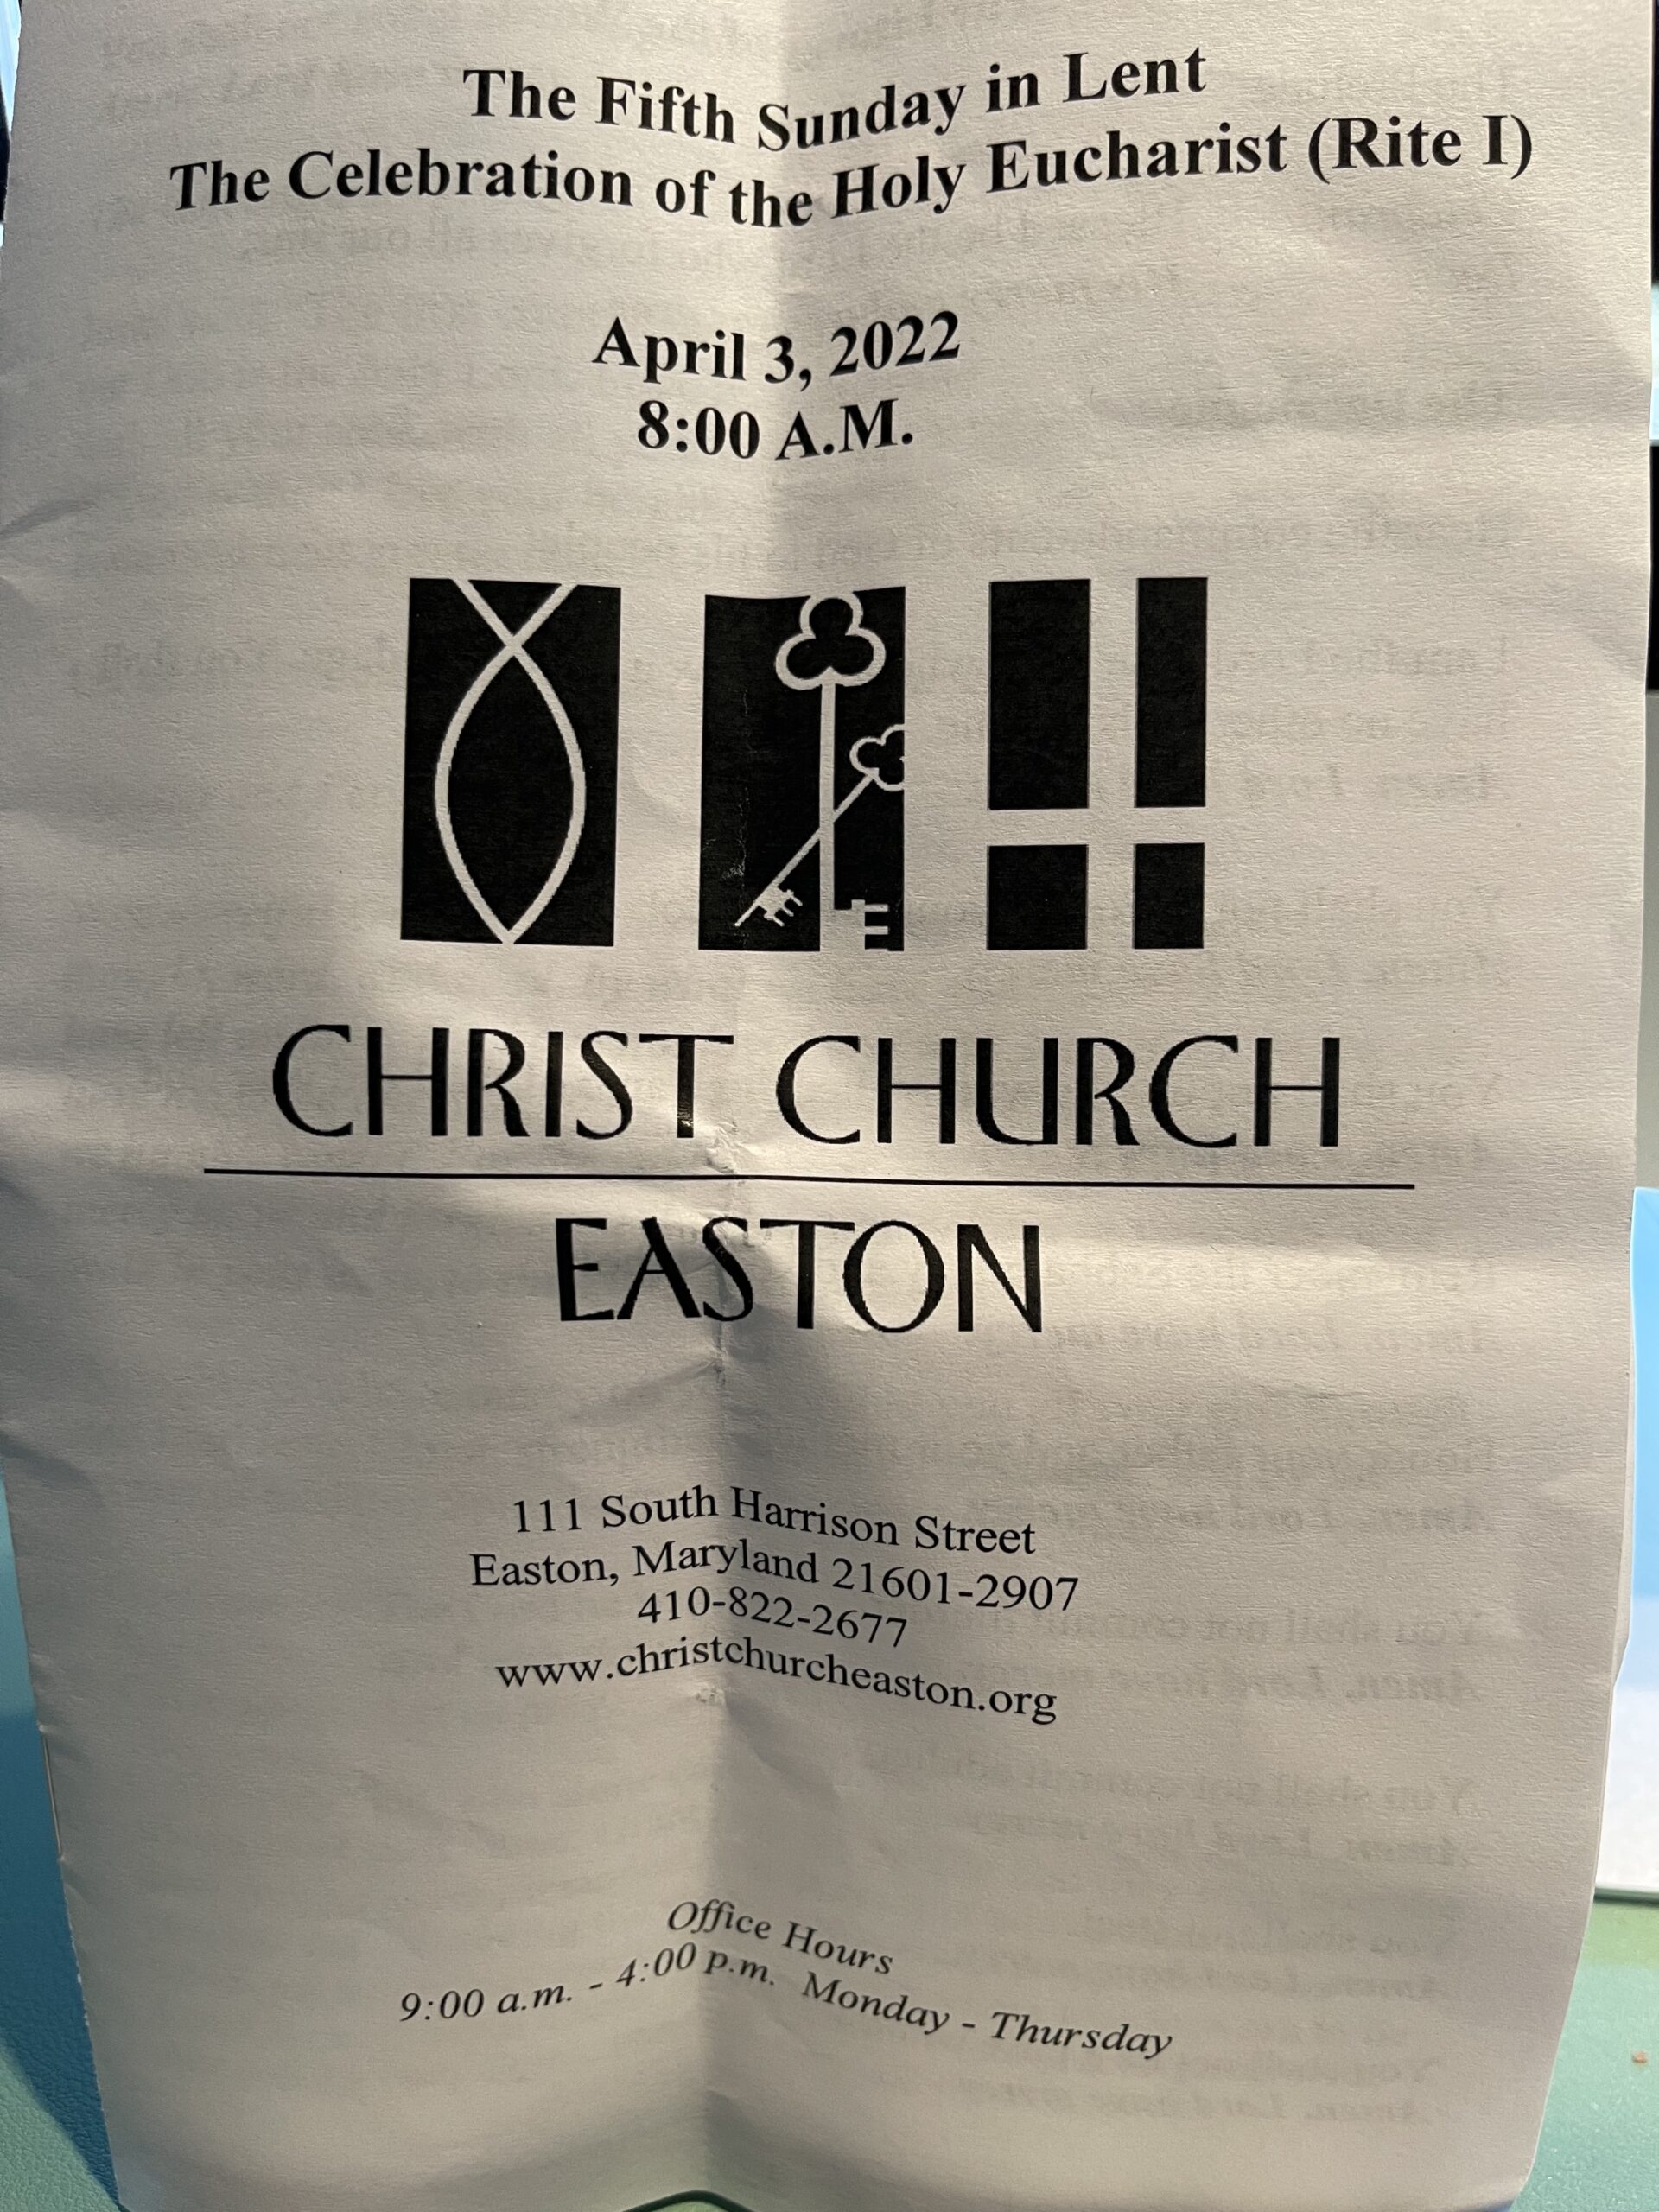 The Fifth Sunday in Lent
The Celebration of the Holy Eucharist (Rite I)
April 3, 2022
8:00 A.M.
CHRIST CHURCH
EASTON
111 South Harrison Street
Easton, Maryland 21601-2907
410-822-2677
www.christchurcheaston.org
Office Hours
9:00 a.m. - 4:00 p.m. Monday - Thursday